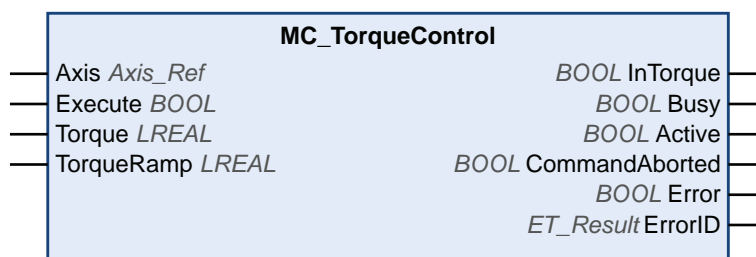 MC_TorqueControl
Axis Axis_Ref BOOL InTorque
Execute BOOL BOOL Busy
Torque LREAL BOOL Active
TorqueRamp LREAL BOOL CommandAborted
BOOL Error
ET_Result ErrorID